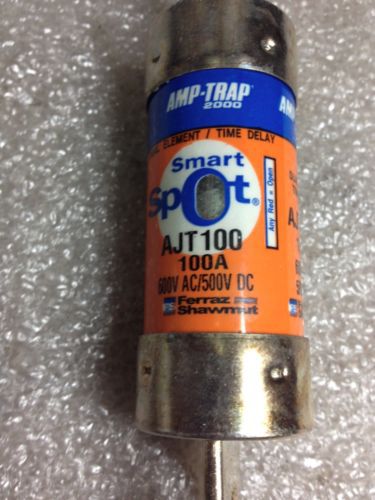 AMP-TRAP
2000
ELEMENT / TIME DELAY
Smart
Spot®
Any Red = Open
AJT100
100A
600V AC/500V DC
Ferraz
Shawmut